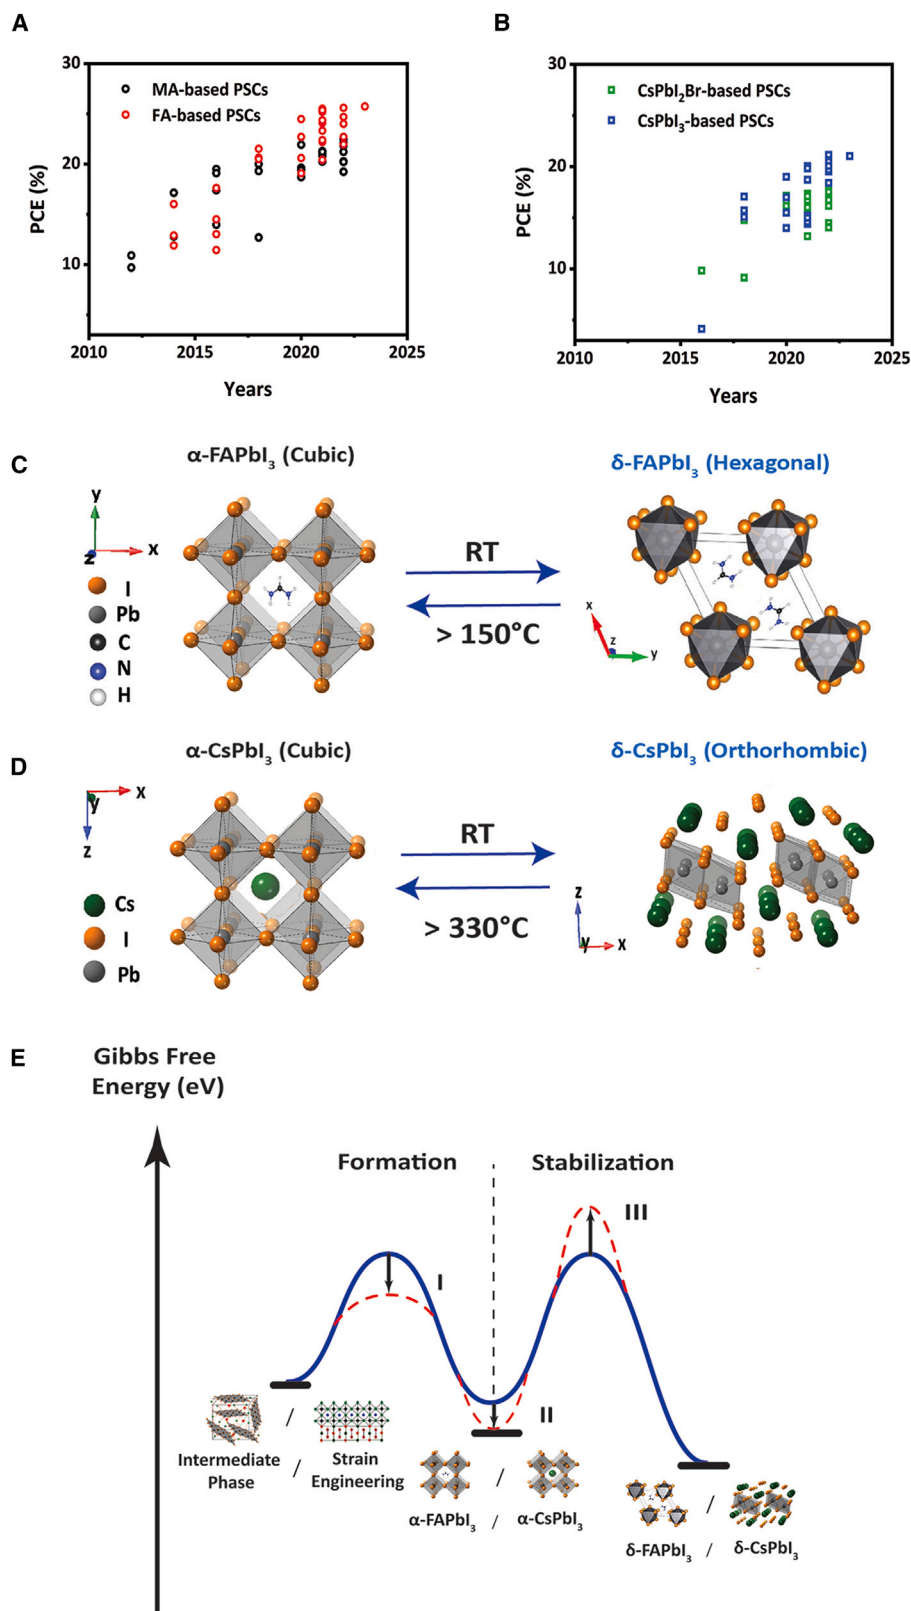 A
30
20
10
PCE (%)
MA-based PSCs
FA-based PSCs
2010
2015
2020
2025
Years
B
30
20
10
PCE (%)
CsPbI₂Br-based PSCs
CsPbI₃-based PSCs
2010
2015
2020
2025
Years
C
α-FAPbI₃ (Cubic)
δ-FAPbI₃ (Hexagonal)
y
x
z
I
Pb
C
N
H
RT
> 150°C
x
z
y
D
α-CsPbI₃ (Cubic)
δ-CsPbI₃ (Orthorhombic)
x
y
z
Cs
I
Pb
RT
> 330°C
z
y
x
E
Gibbs Free
Energy (eV)
Formation
Stabilization
I
II
III
/
Intermediate
Phase
/
Strain
Engineering
/
α-FAPbI₃ / α-CsPbI₃
/
δ-FAPbI₃ / δ-CsPbI₃